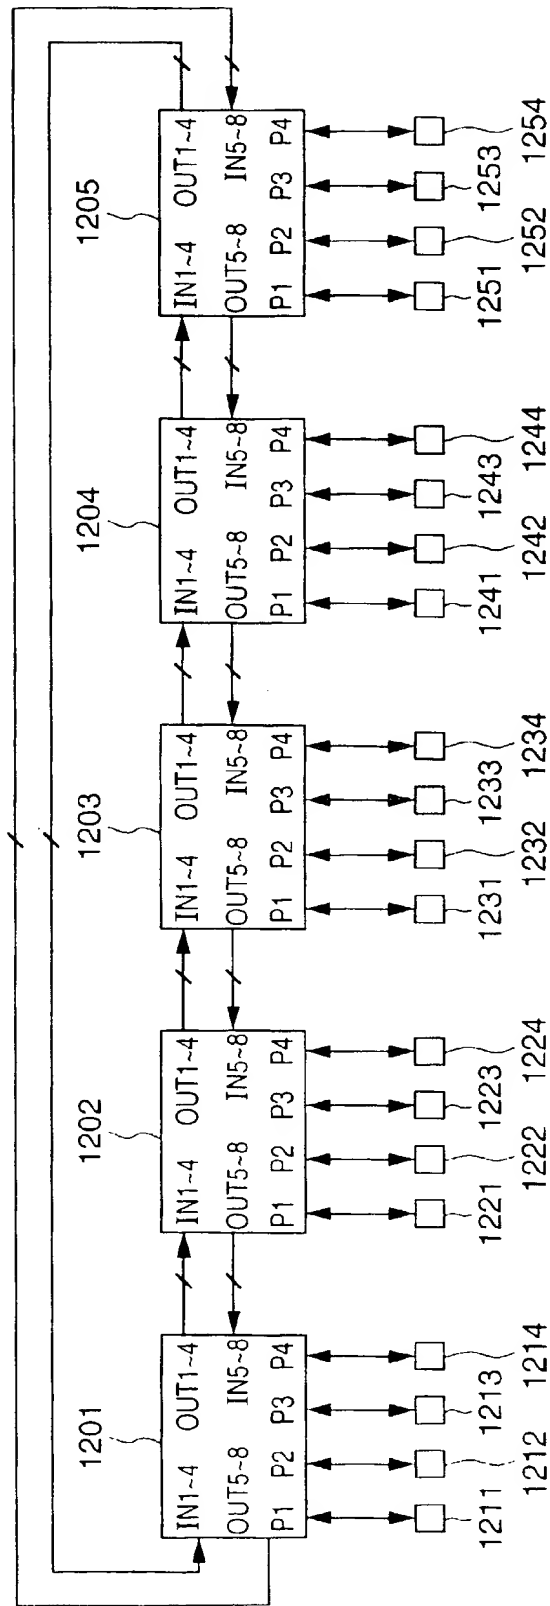 1201
IN1~4 OUT1~4
OUT5~8 IN5~8
P1 P2 P3 P4
1211 1212 1213 1214
1202
IN1~4 OUT1~4
OUT5~8 IN5~8
P1 P2 P3 P4
1221 1222 1223 1224
1203
IN1~4 OUT1~4
OUT5~8 IN5~8
P1 P2 P3 P4
1231 1232 1233 1234
1204
IN1~4 OUT1~4
OUT5~8 IN5~8
P1 P2 P3 P4
1241 1242 1243 1244
1205
IN1~4 OUT1~4
OUT5~8 IN5~8
P1 P2 P3 P4
1251 1252 1253 1254